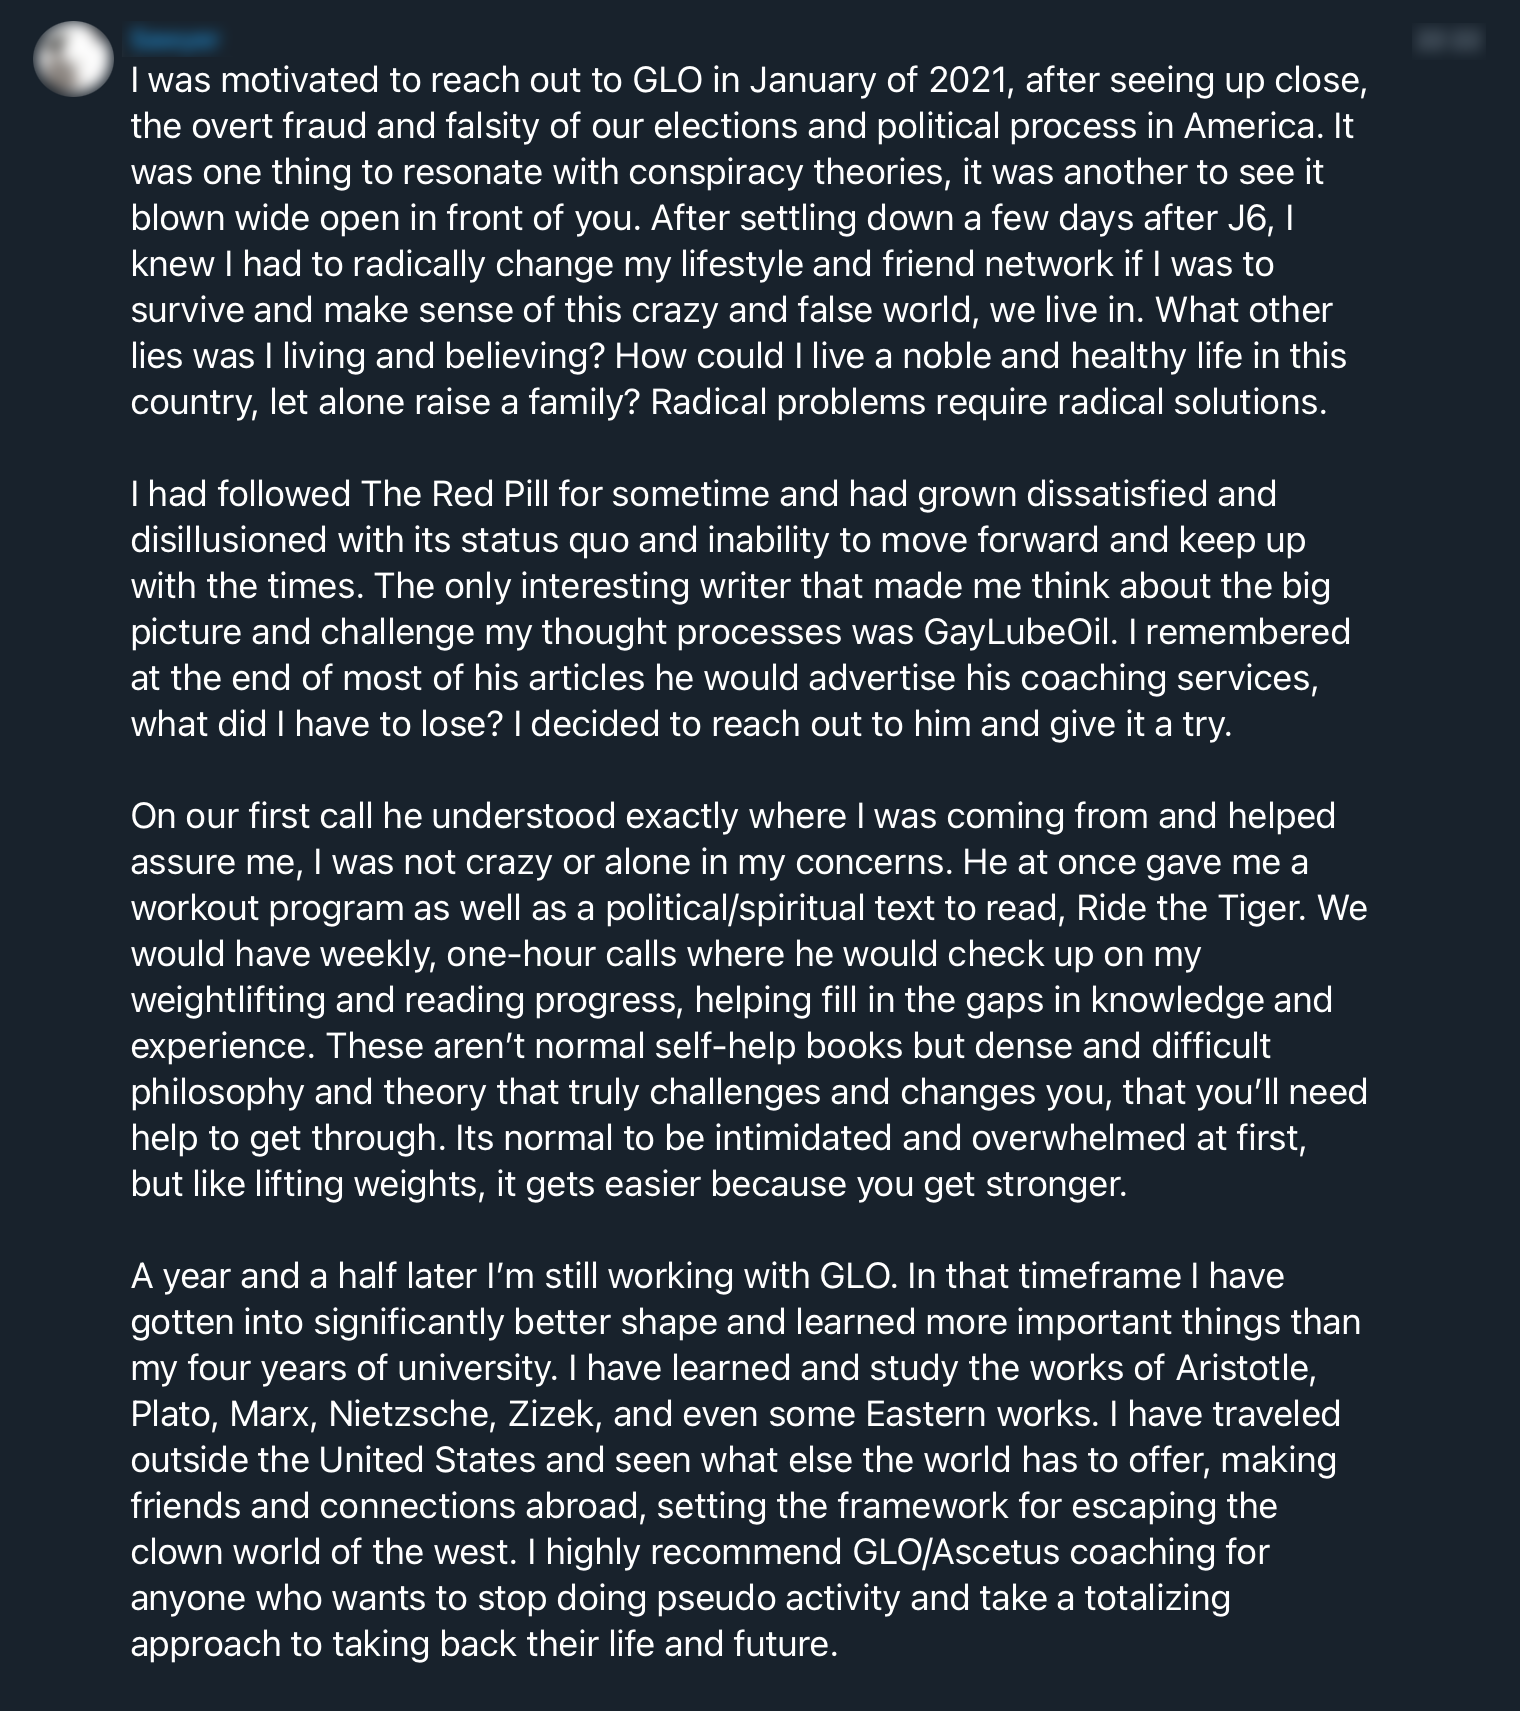 I was motivated to reach out to GLO in January of 2021, after seeing up close,
the overt fraud and falsity of our elections and political process in America. It
was one thing to resonate with conspiracy theories, it was another to see it
blown wide open in front of you. After settling down a few days after J6, I
knew I had to radically change my lifestyle and friend network if I was to
survive and make sense of this crazy and false world, we live in. What other
lies was I living and believing? How could I live a noble and healthy life in this
country, let alone raise a family? Radical problems require radical solutions.

I had followed The Red Pill for sometime and had grown dissatisfied and
disillusioned with its status quo and inability to move forward and keep up
with the times. The only interesting writer that made me think about the big
picture and challenge my thought processes was GayLubeOil. I remembered
at the end of most of his articles he would advertise his coaching services,
what did I have to lose? I decided to reach out to him and give it a try.

On our first call he understood exactly where I was coming from and helped
assure me, I was not crazy or alone in my concerns. He at once gave me a
workout program as well as a political/spiritual text to read, Ride the Tiger. We
would have weekly, one-hour calls where he would check up on my
weightlifting and reading progress, helping fill in the gaps in knowledge and
experience. These aren’t normal self-help books but dense and difficult
philosophy and theory that truly challenges and changes you, that you’ll need
help to get through. Its normal to be intimidated and overwhelmed at first,
but like lifting weights, it gets easier because you get stronger.

A year and a half later I’m still working with GLO. In that timeframe I have
gotten into significantly better shape and learned more important things than
my four years of university. I have learned and study the works of Aristotle,
Plato, Marx, Nietzsche, Zizek, and even some Eastern works. I have traveled
outside the United States and seen what else the world has to offer, making
friends and connections abroad, setting the framework for escaping the
clown world of the west. I highly recommend GLO/Ascetus coaching for
anyone who wants to stop doing pseudo activity and take a totalizing
approach to taking back their life and future.